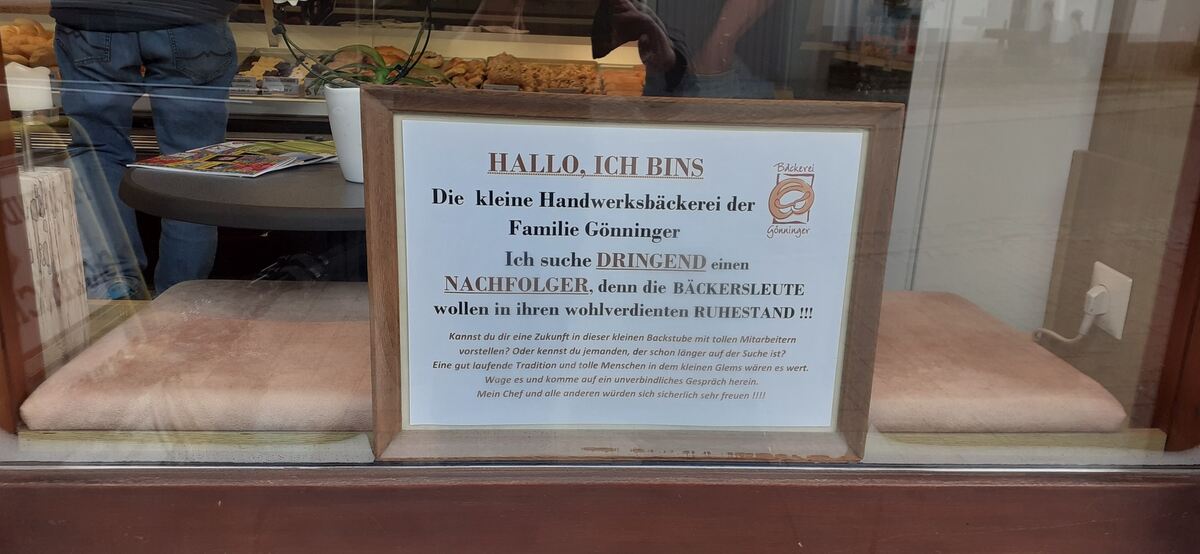 HALLO, ICH BINS
Bäckerei
Gönninger
Die kleine Handwerksbäckerei der
Familie Gönninger
Ich suche DRINGEND einen
NACHFOLGER, denn die BÄCKERSLEUTE
wollen in ihren wohlverdienten RUHESTAND !!!
Kannst du dir eine Zukunft in dieser kleinen Backstube mit tollen Mitarbeitern
vorstellen? Oder kennst du jemanden, der schon länger auf der Suche ist?
Eine gut laufende Tradition und tolle Menschen in dem kleinen Glems wären es wert.
Wage es und komme auf ein unverbindliches Gespräch herein.
Mein Chef und alle anderen würden sich sicherlich sehr freuen !!!!